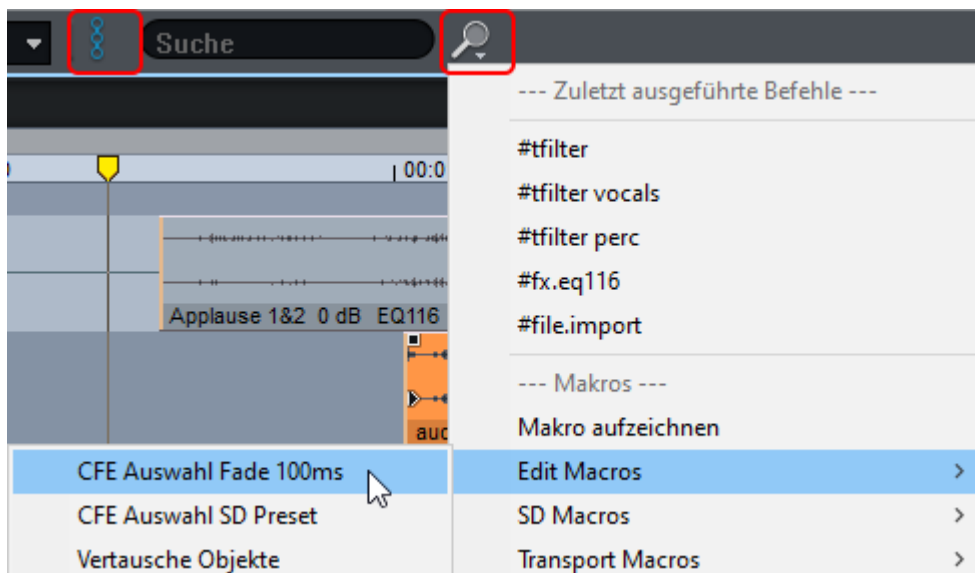 Suche
--- Zuletzt ausgeführte Befehle ---
#tfilter
#tfilter vocals
#tfilter perc
#fx.eq116
#file.import
--- Makros ---
Makro aufzeichnen
Edit Macros
SD Macros
Transport Macros
00:0
Applause 1&2 0 dB EQ116
auc
CFE Auswahl Fade 100ms
CFE Auswahl SD Preset
Vertausche Objekte